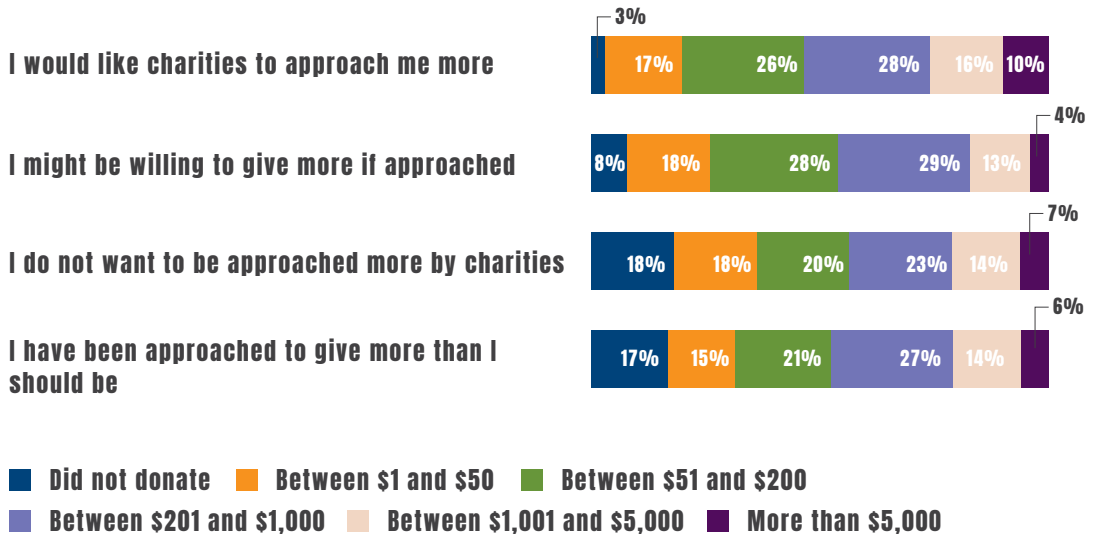 3%
I would like charities to approach me more
17% 26% 28% 16% 10%
4%
I might be willing to give more if approached
8% 18% 28% 29% 13%
7%
I do not want to be approached more by charities
18% 18% 20% 23% 14%
6%
I have been approached to give more than I
should be
17% 15% 21% 27% 14%
Did not donate Between $1 and $50 Between $51 and $200
Between $201 and $1,000 Between $1,001 and $5,000 More than $5,000